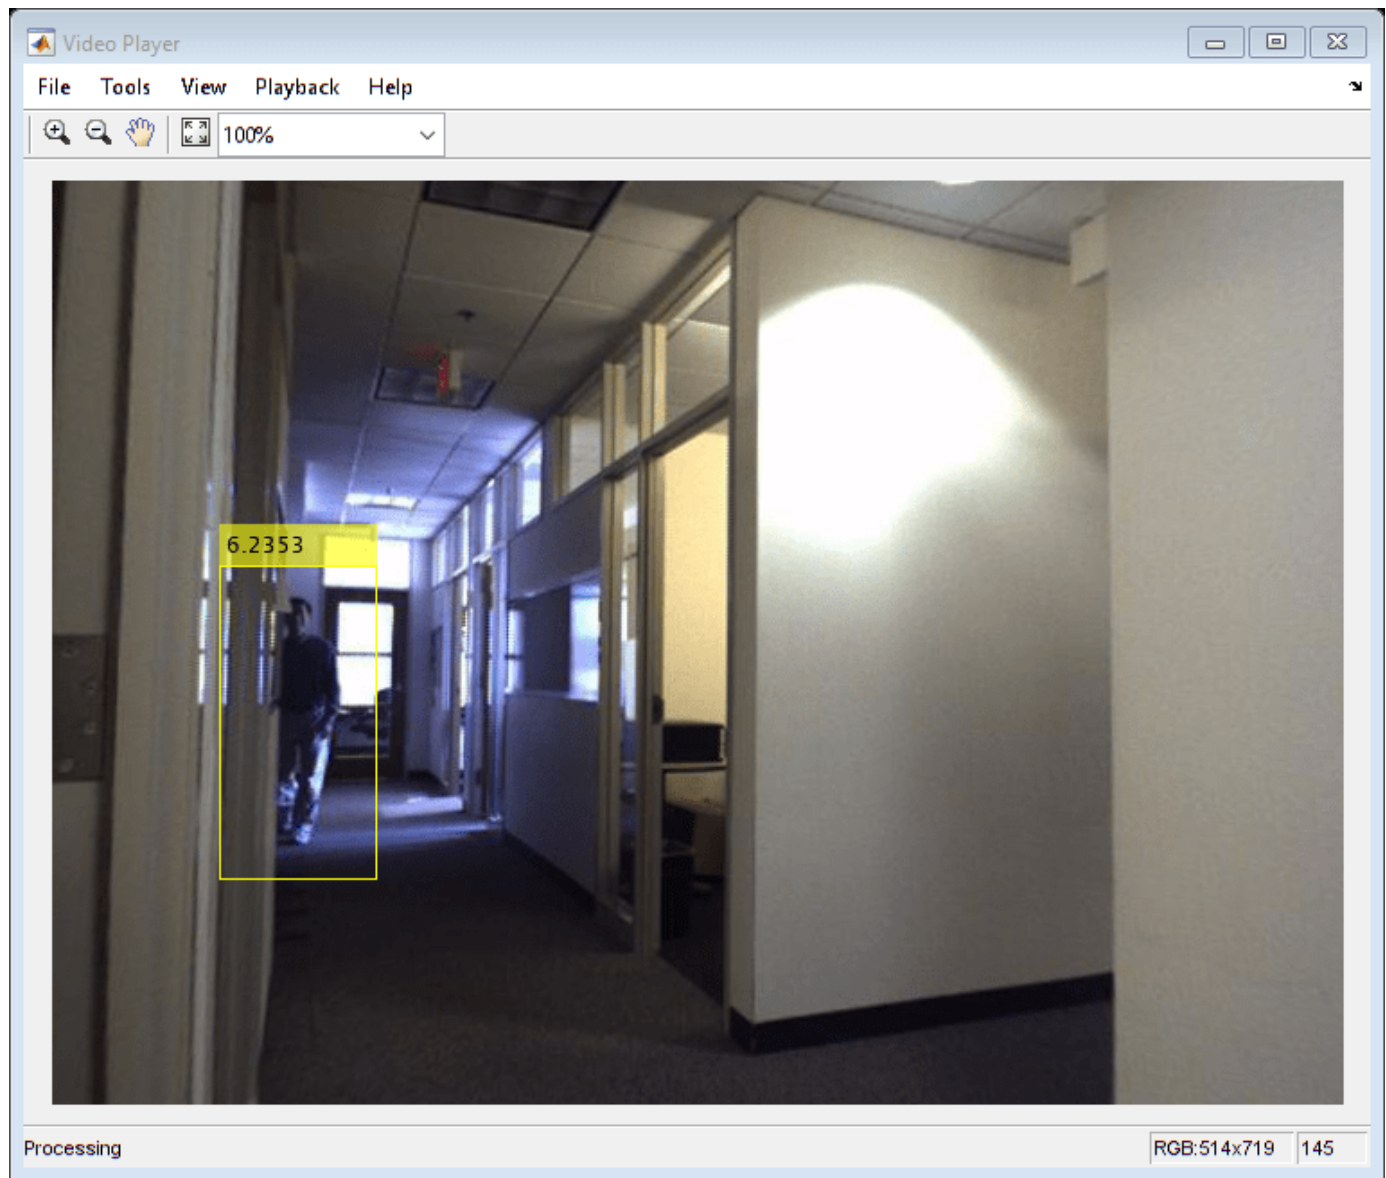 Video Player
File Tools View Playback Help
100%
6.2353
Processing RGB:514x719 145